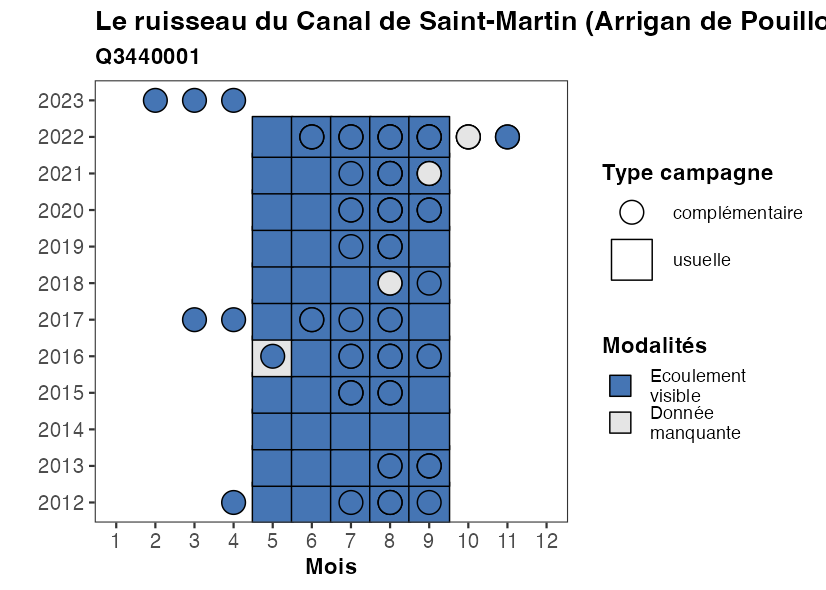 Le ruisseau du Canal de Saint-Martin (Arrigan de Pouillo
Q3440001
2023
2022
2021
2020
2019
2018
2017
2016
2015
2014
2013
2012
1 2 3 4 5 6 7 8 9 10 11 12
Mois
Type campagne
complémentaire
usuelle
Modalités
Ecoulement
visible
Donnée
manquante